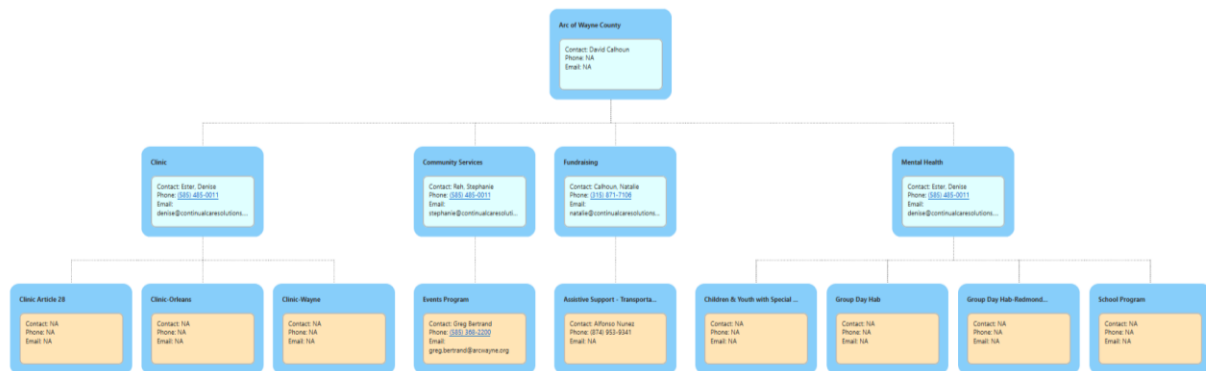 Arc of Wayne County
Contact: David Calhoun
Phone: NA
Email: NA
Clinic
Contact: Ester, Denise
Phone: (585) 485-0011
Email:
denise@continualcaresolutions....
Community Services
Contact: Reh, Stephanie
Phone: (585) 485-0011
Email:
stephanie@continualcaresoluti...
Fundraising
Contact: Calhoun, Natalie
Phone: (315) 871-7108
Email:
natalie@continualcaresolutions...
Mental Health
Contact: Ester, Denise
Phone: (585) 485-0011
Email:
denise@continualcaresolutions....
Clinic Article 28
Contact: NA
Phone: NA
Email: NA
Clinic-Orleans
Contact: NA
Phone: NA
Email: NA
Clinic-Wayne
Contact: NA
Phone: NA
Email: NA
Events Program
Contact: Greg Bertrand
Phone: (585) 368-2200
Email:
greg.bertrand@arcwayne.org
Assistive Support - Transporta...
Contact: Alfonso Nunez
Phone: (874) 953-9341
Email: NA
Children & Youth with Special ...
Contact: NA
Phone: NA
Email: NA
Group Day Hab
Contact: NA
Phone: NA
Email: NA
Group Day Hab-Redmond...
Contact: NA
Phone: NA
Email: NA
School Program
Contact: NA
Phone: NA
Email: NA